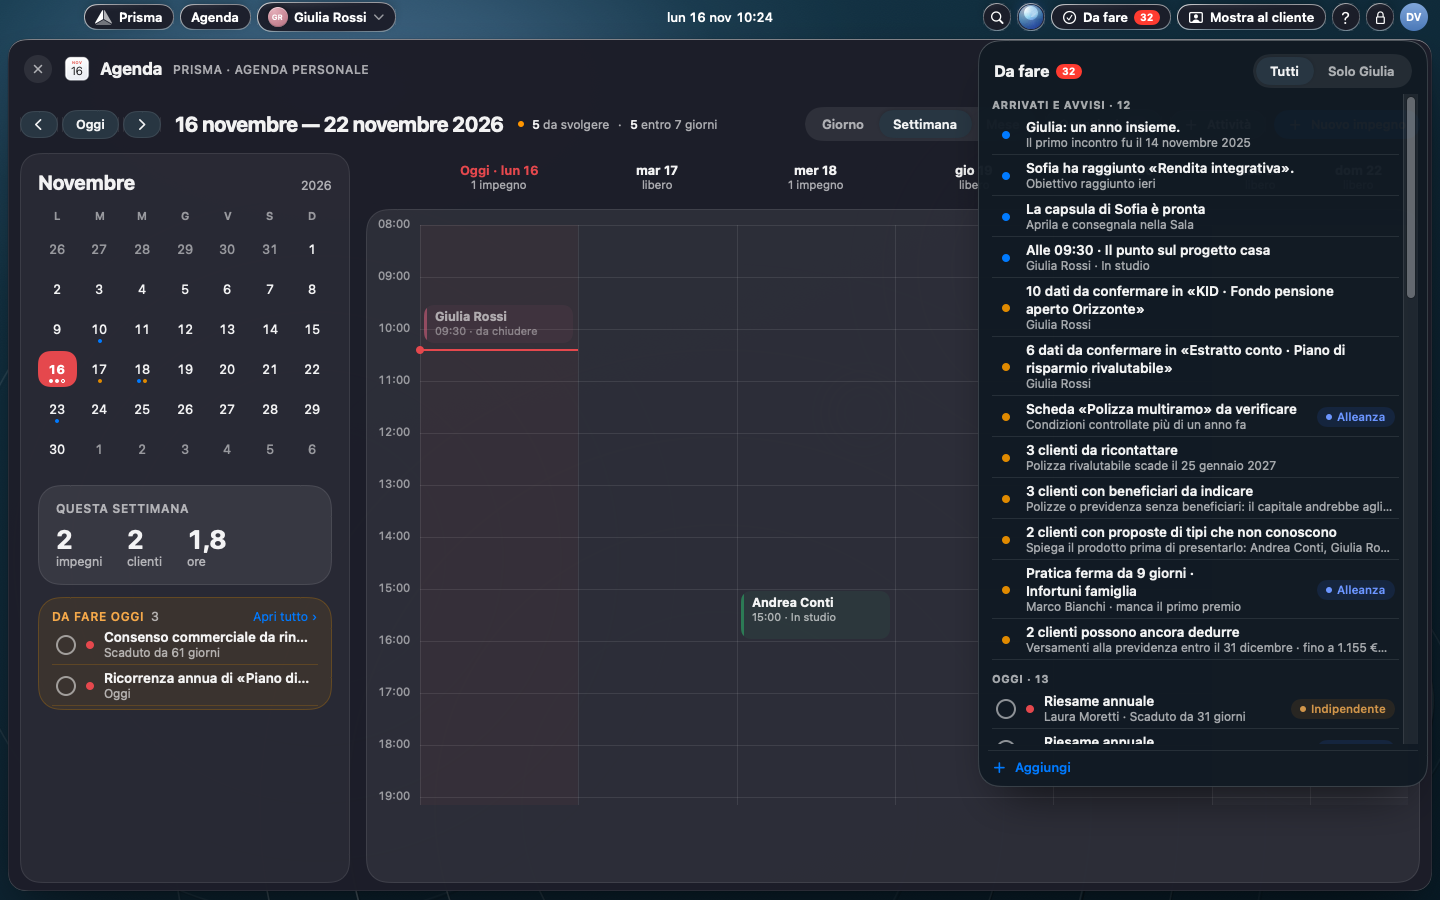 Prisma
Agenda
GR Giulia Rossi
lun 16 nov 10:24
Da fare 32
Mostra al cliente
?
DV
NOV
16
Agenda PRISMA · AGENDA PERSONALE
Oggi
16 novembre — 22 novembre 2026
5 da svolgere · 5 entro 7 giorni
Giorno
Settimana
Novembre 2026
L M M G V S D
26 27 28 29 30 31 1
2 3 4 5 6 7 8
9 10 11 12 13 14 15
16 17 18 19 20 21 22
23 24 25 26 27 28 29
30 1 2 3 4 5 6
QUESTA SETTIMANA
2 2 1,8
impegni clienti ore
DA FARE OGGI 3 Apri tutto ›
Consenso commerciale da rin...
Scaduto da 61 giorni
Ricorrenza annua di «Piano di...
Oggi
Oggi · lun 16
1 impegno
mar 17
libero
mer 18
1 impegno
gio
libe
08:00
09:00
10:00
11:00
12:00
13:00
14:00
15:00
16:00
17:00
18:00
19:00
Giulia Rossi
09:30 · da chiudere
Andrea Conti
15:00 · In studio
Da fare 32
Tutti
Solo Giulia
ARRIVATI E AVVISI · 12
Giulia: un anno insieme.
Il primo incontro fu il 14 novembre 2025
Sofia ha raggiunto «Rendita integrativa».
Obiettivo raggiunto ieri
La capsula di Sofia è pronta
Aprila e consegnala nella Sala
Alle 09:30 · Il punto sul progetto casa
Giulia Rossi · In studio
10 dati da confermare in «KID · Fondo pensione
aperto Orizzonte»
Giulia Rossi
6 dati da confermare in «Estratto conto · Piano di
risparmio rivalutabile»
Giulia Rossi
Scheda «Polizza multiramo» da verificare
Condizioni controllate più di un anno fa
Alleanza
3 clienti da ricontattare
Polizza rivalutabile scade il 25 gennaio 2027
3 clienti con beneficiari da indicare
Polizze o previdenza senza beneficiari: il capitale andrebbe agli...
2 clienti con proposte di tipi che non conoscono
Spiega il prodotto prima di presentarlo: Andrea Conti, Giulia Ro...
Pratica ferma da 9 giorni ·
Infortuni famiglia
Marco Bianchi · manca il primo premio
Alleanza
2 clienti possono ancora dedurre
Versamenti alla previdenza entro il 31 dicembre · fino a 1.155 €...
OGGI · 13
Riesame annuale
Laura Moretti · Scaduto da 31 giorni
Indipendente
Riesame annuale
+ Aggiungi